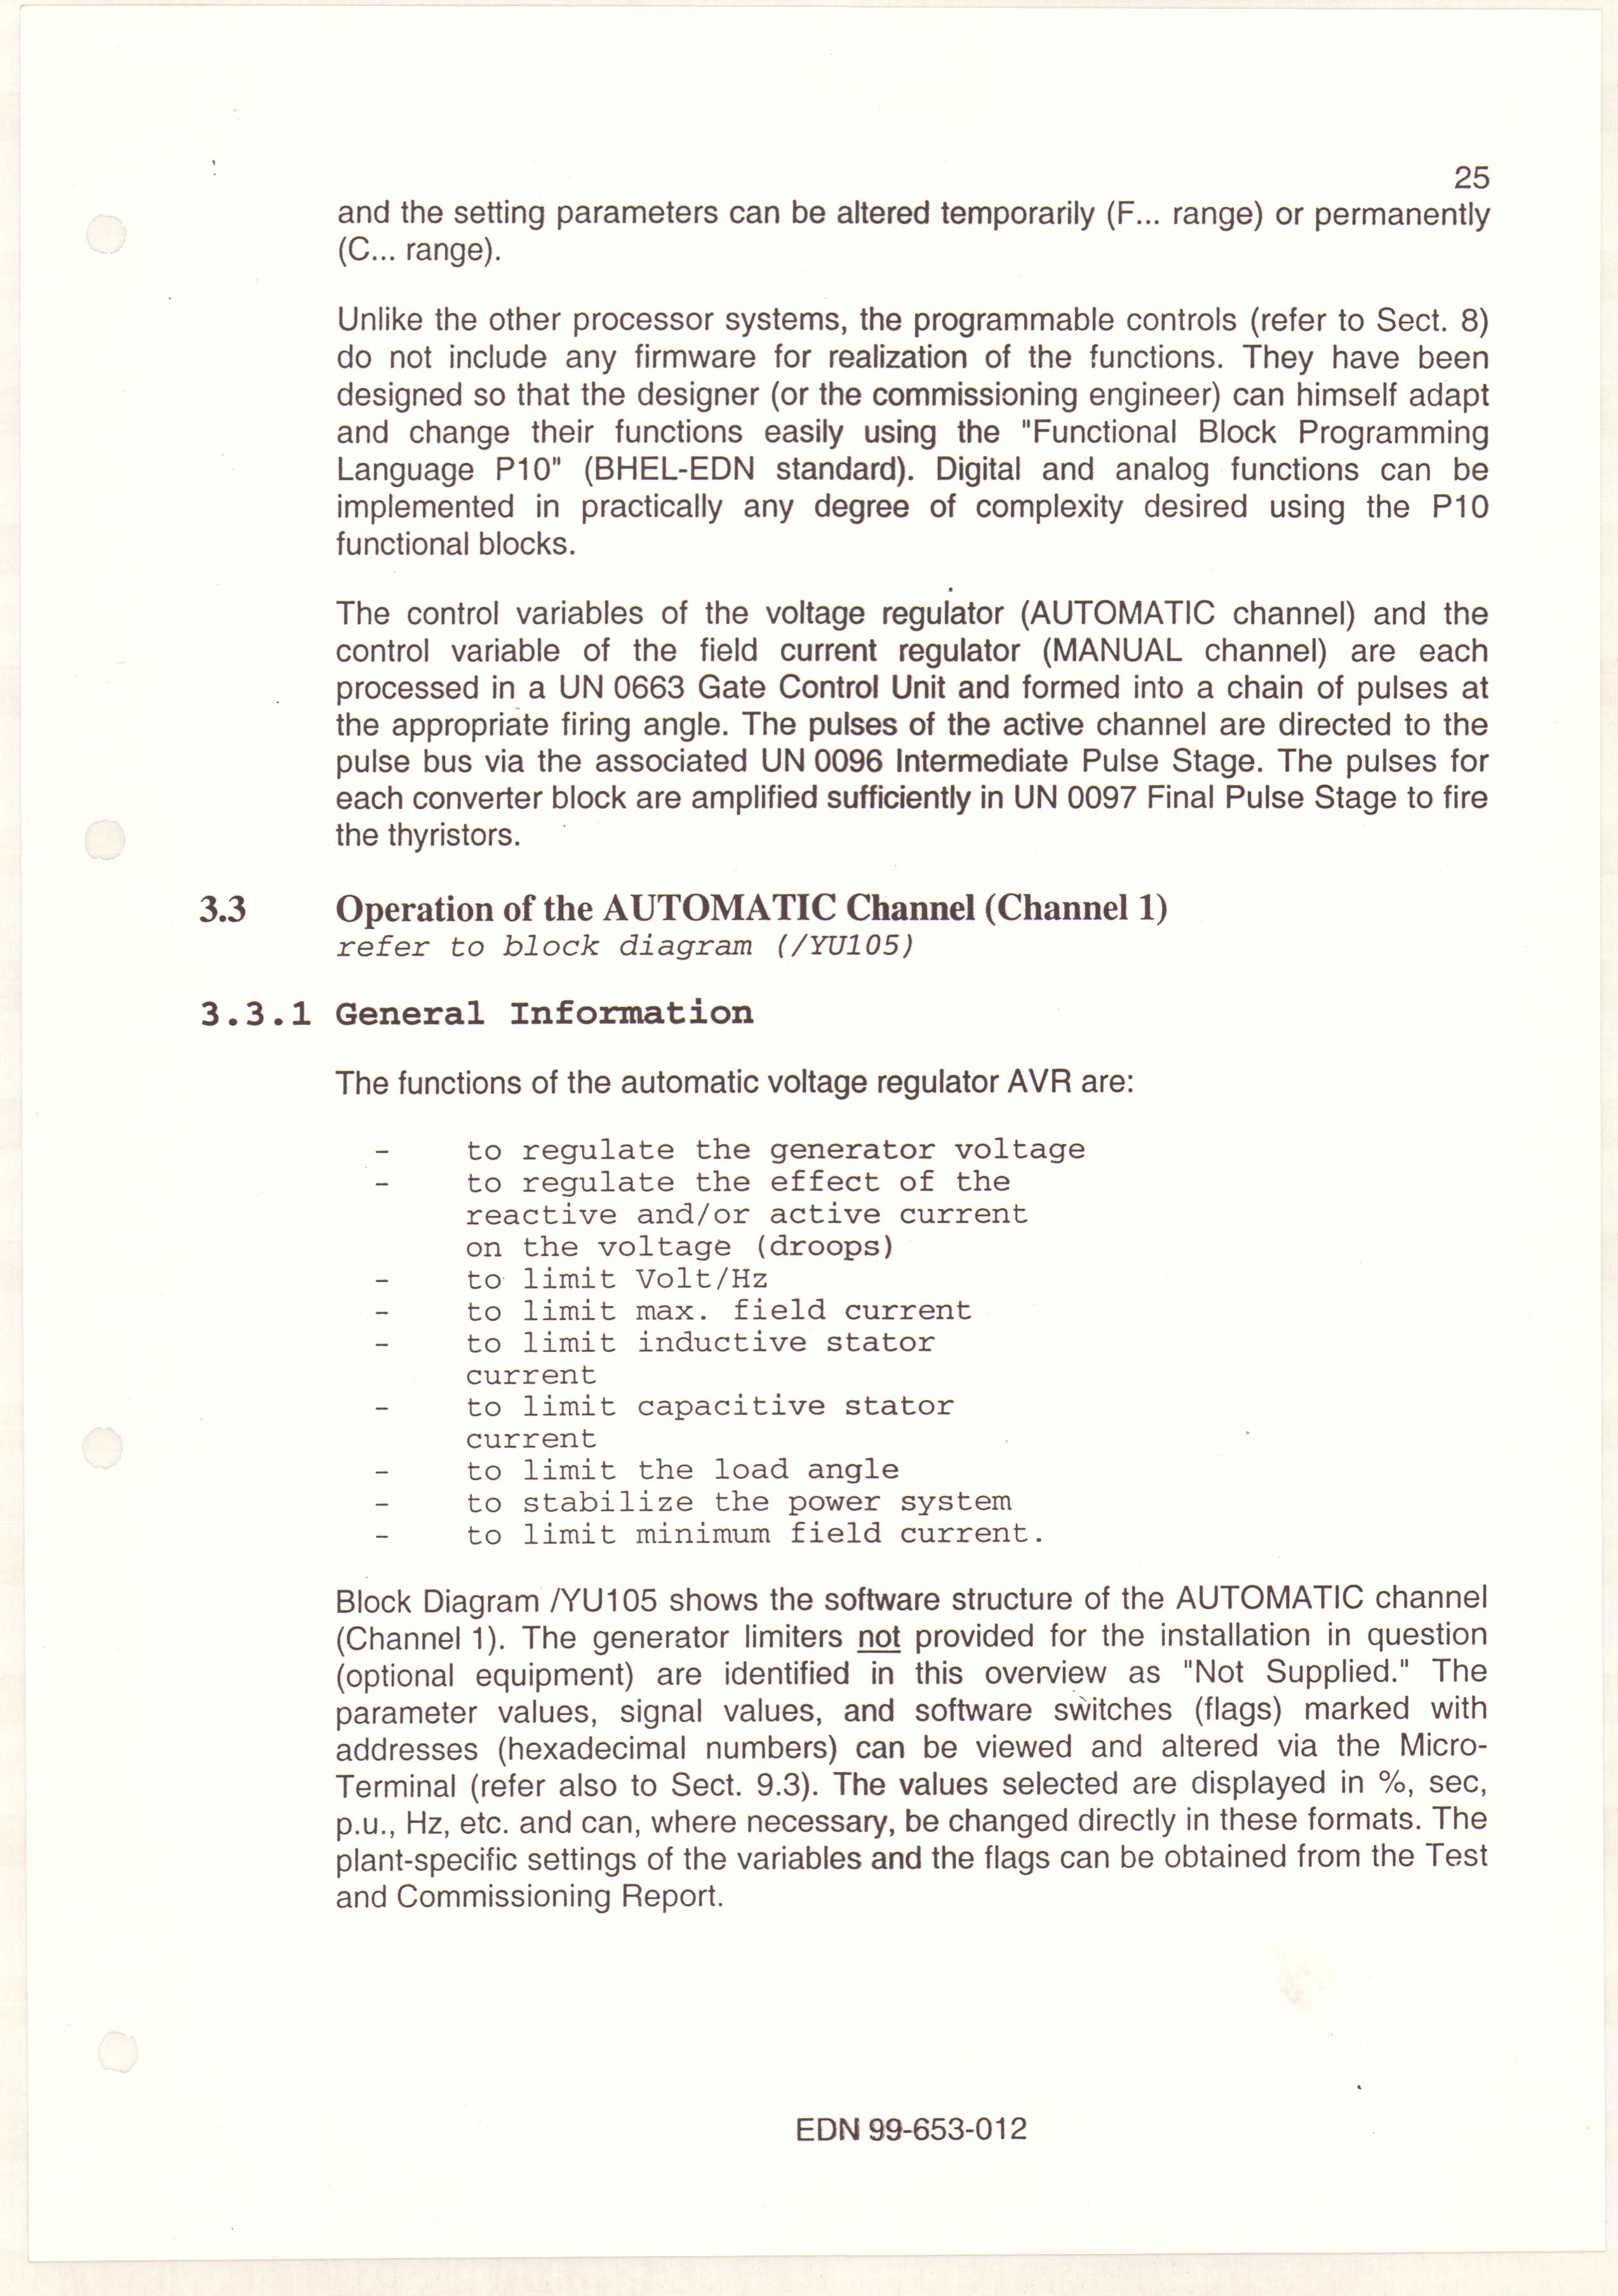 25
and the setting parameters can be altered temporarily (F... range) or permanently
(C... range).
Unlike the other processor systems, the programmable controls (refer to Sect. 8)
do not include any firmware for realization of the functions. They have been
designed so that the designer (or the commissioning engineer) can himself adapt
and change their functions easily using the "Functional Block Programming
Language P10" (BHEL-EDN standard). Digital and analog functions can be
implemented in practically any degree of complexity desired using the P10
functional blocks.
The control variables of the voltage regulator (AUTOMATIC channel) and the
control variable of the field current regulator (MANUAL channel) are each
processed in a UN 0663 Gate Control Unit and formed into a chain of pulses at
the appropriate firing angle. The pulses of the active channel are directed to the
pulse bus via the associated UN 0096 Intermediate Pulse Stage. The pulses for
each converter block are amplified sufficiently in UN 0097 Final Pulse Stage to fire
the thyristors.
3.3 Operation of the AUTOMATIC Channel (Channel 1)
refer to block diagram (/YU105)
3.3.1 General Information
The functions of the automatic voltage regulator AVR are:
- to regulate the generator voltage
- to regulate the effect of the
reactive and/or active current
on the voltage (droops)
- to limit Volt/Hz
- to limit max. field current
- to limit inductive stator
current
- to limit capacitive stator
current
- to limit the load angle
- to stabilize the power system
- to limit minimum field current.
Block Diagram /YU105 shows the software structure of the AUTOMATIC channel
(Channel 1). The generator limiters not provided for the installation in question
(optional equipment) are identified in this overview as "Not Supplied." The
parameter values, signal values, and software switches (flags) marked with
addresses (hexadecimal numbers) can be viewed and altered via the Micro-
Terminal (refer also to Sect. 9.3). The values selected are displayed in %, sec,
p.u., Hz, etc. and can, where necessary, be changed directly in these formats. The
plant-specific settings of the variables and the flags can be obtained from the Test
and Commissioning Report.
EDN 99-653-012